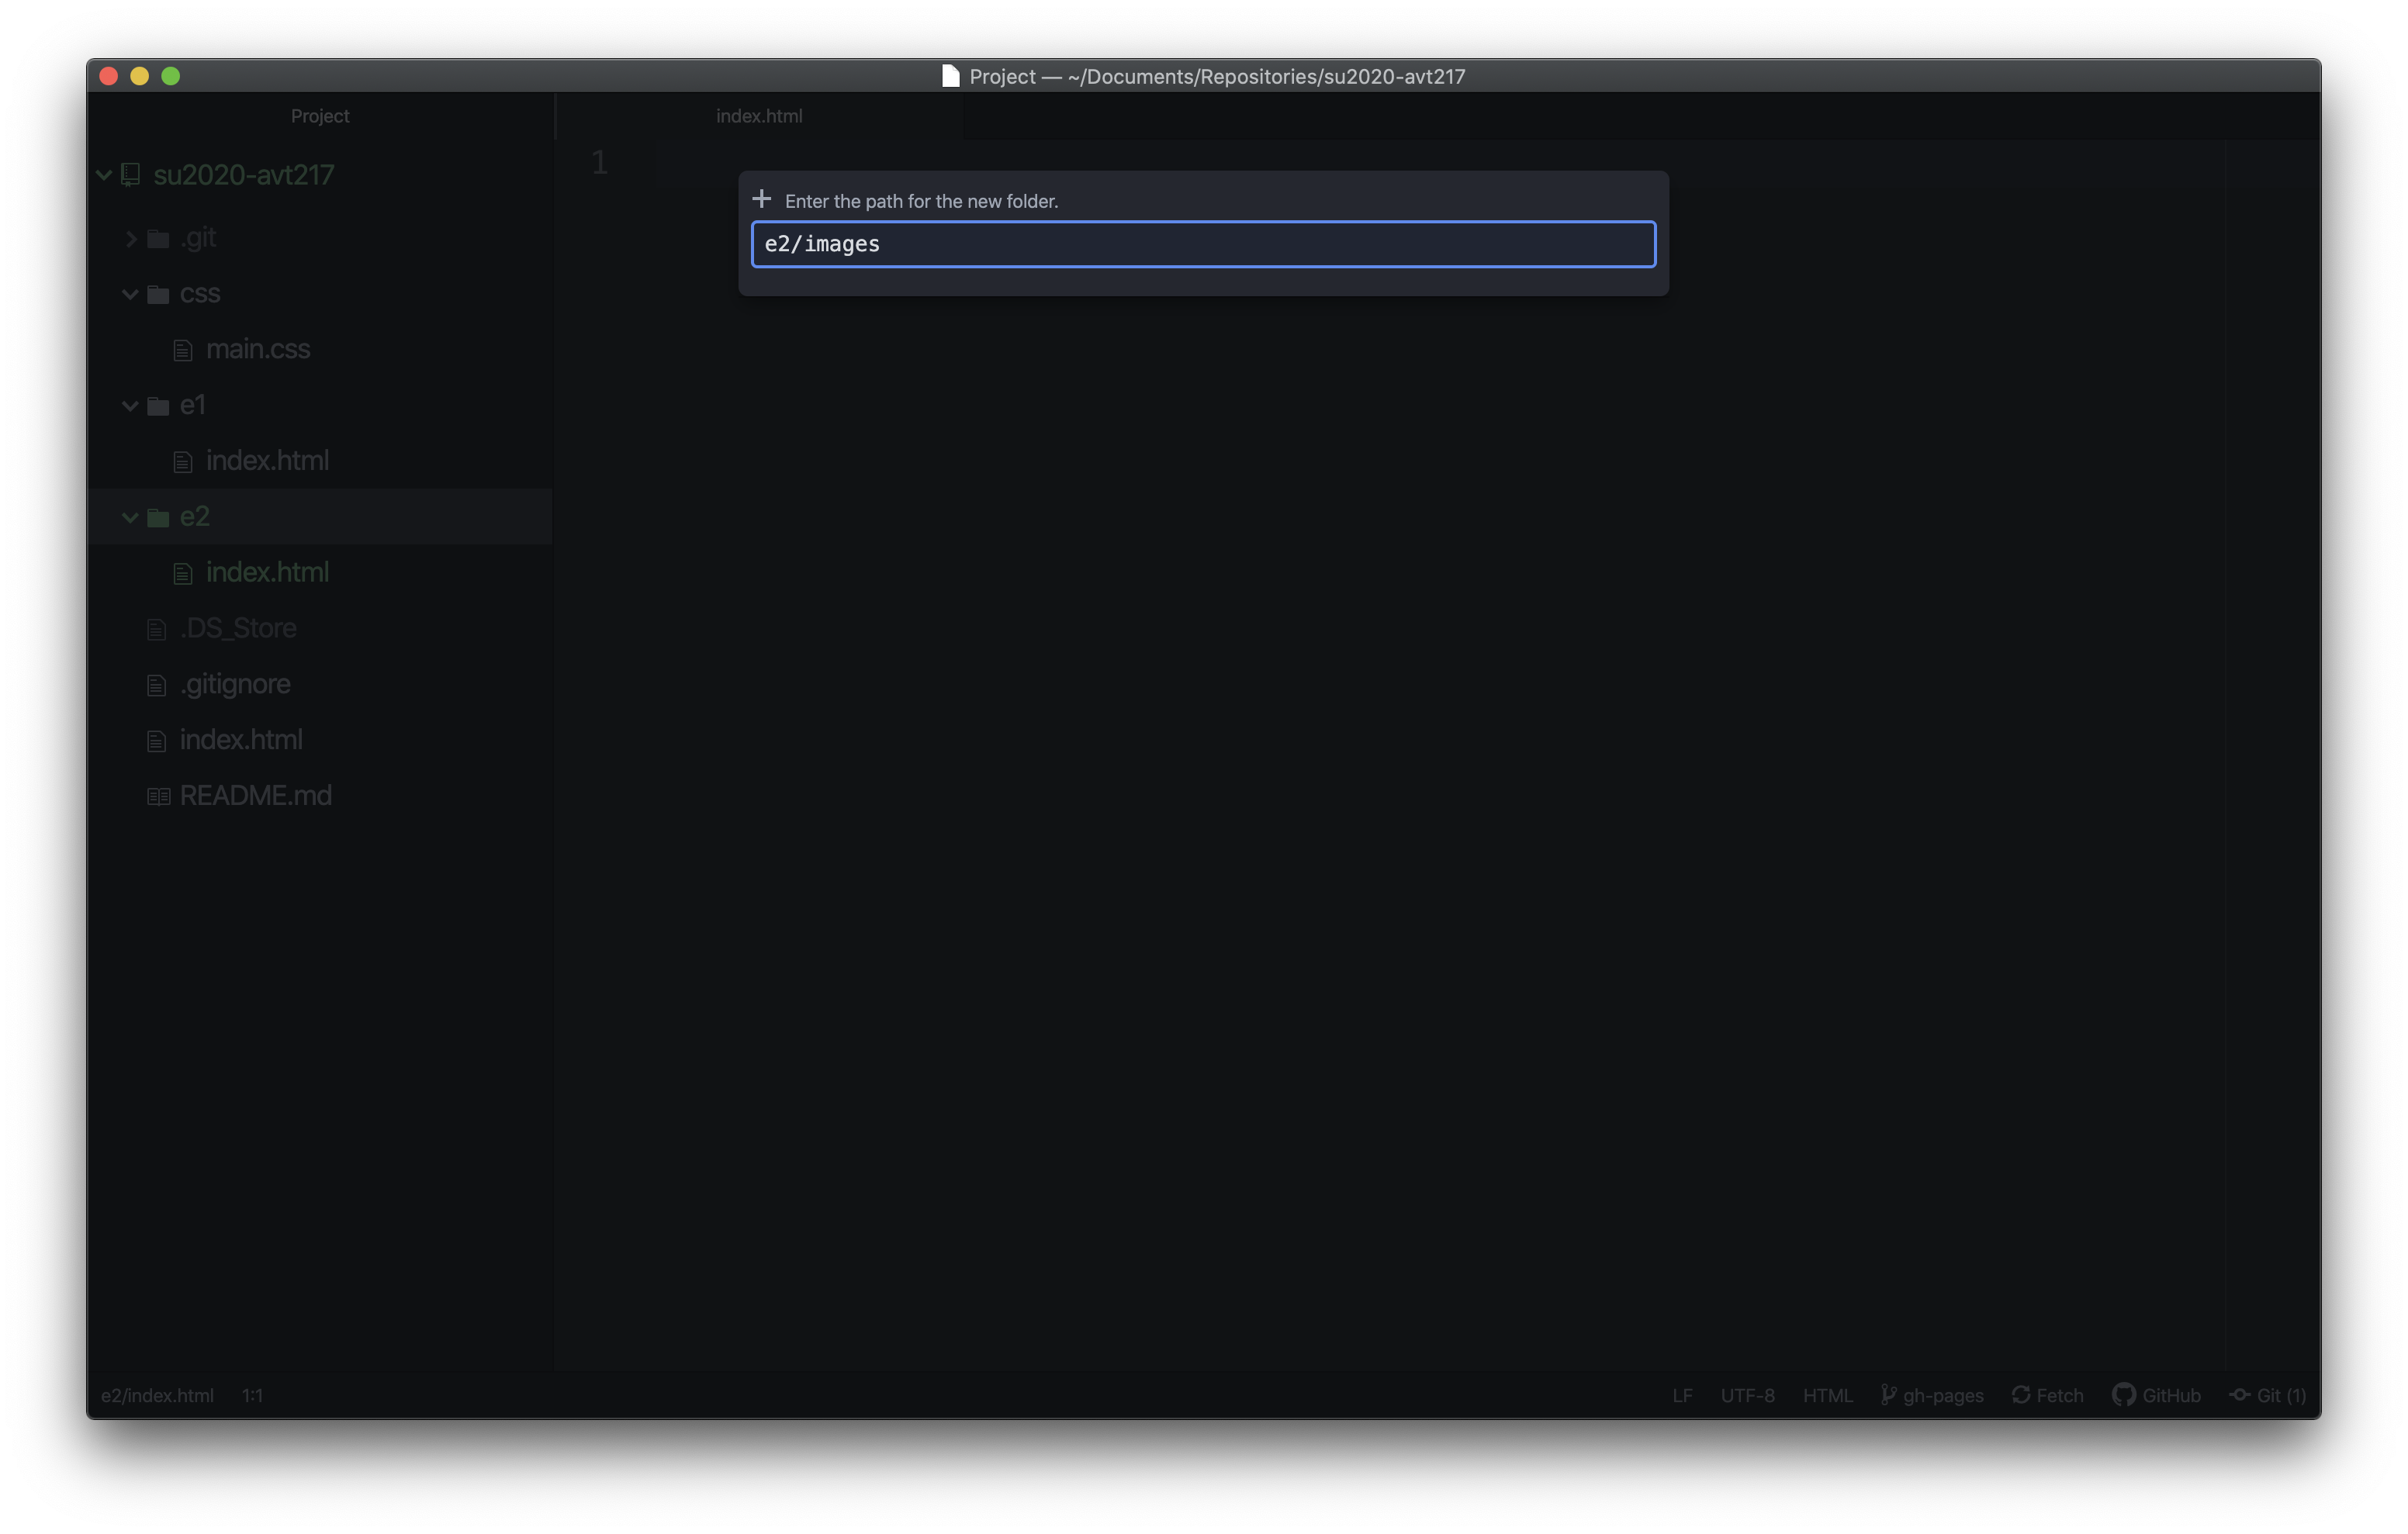 Project — ~/Documents/Repositories/su2020-avt217
Project
index.html
su2020-avt217
1
Enter the path for the new folder.
e2/images
.git
css
main.css
e1
index.html
e2
index.html
.DS_Store
.gitignore
index.html
README.md
e2/index.html 1:1
LF UTF-8 HTML gh-pages Fetch GitHub Git (1)